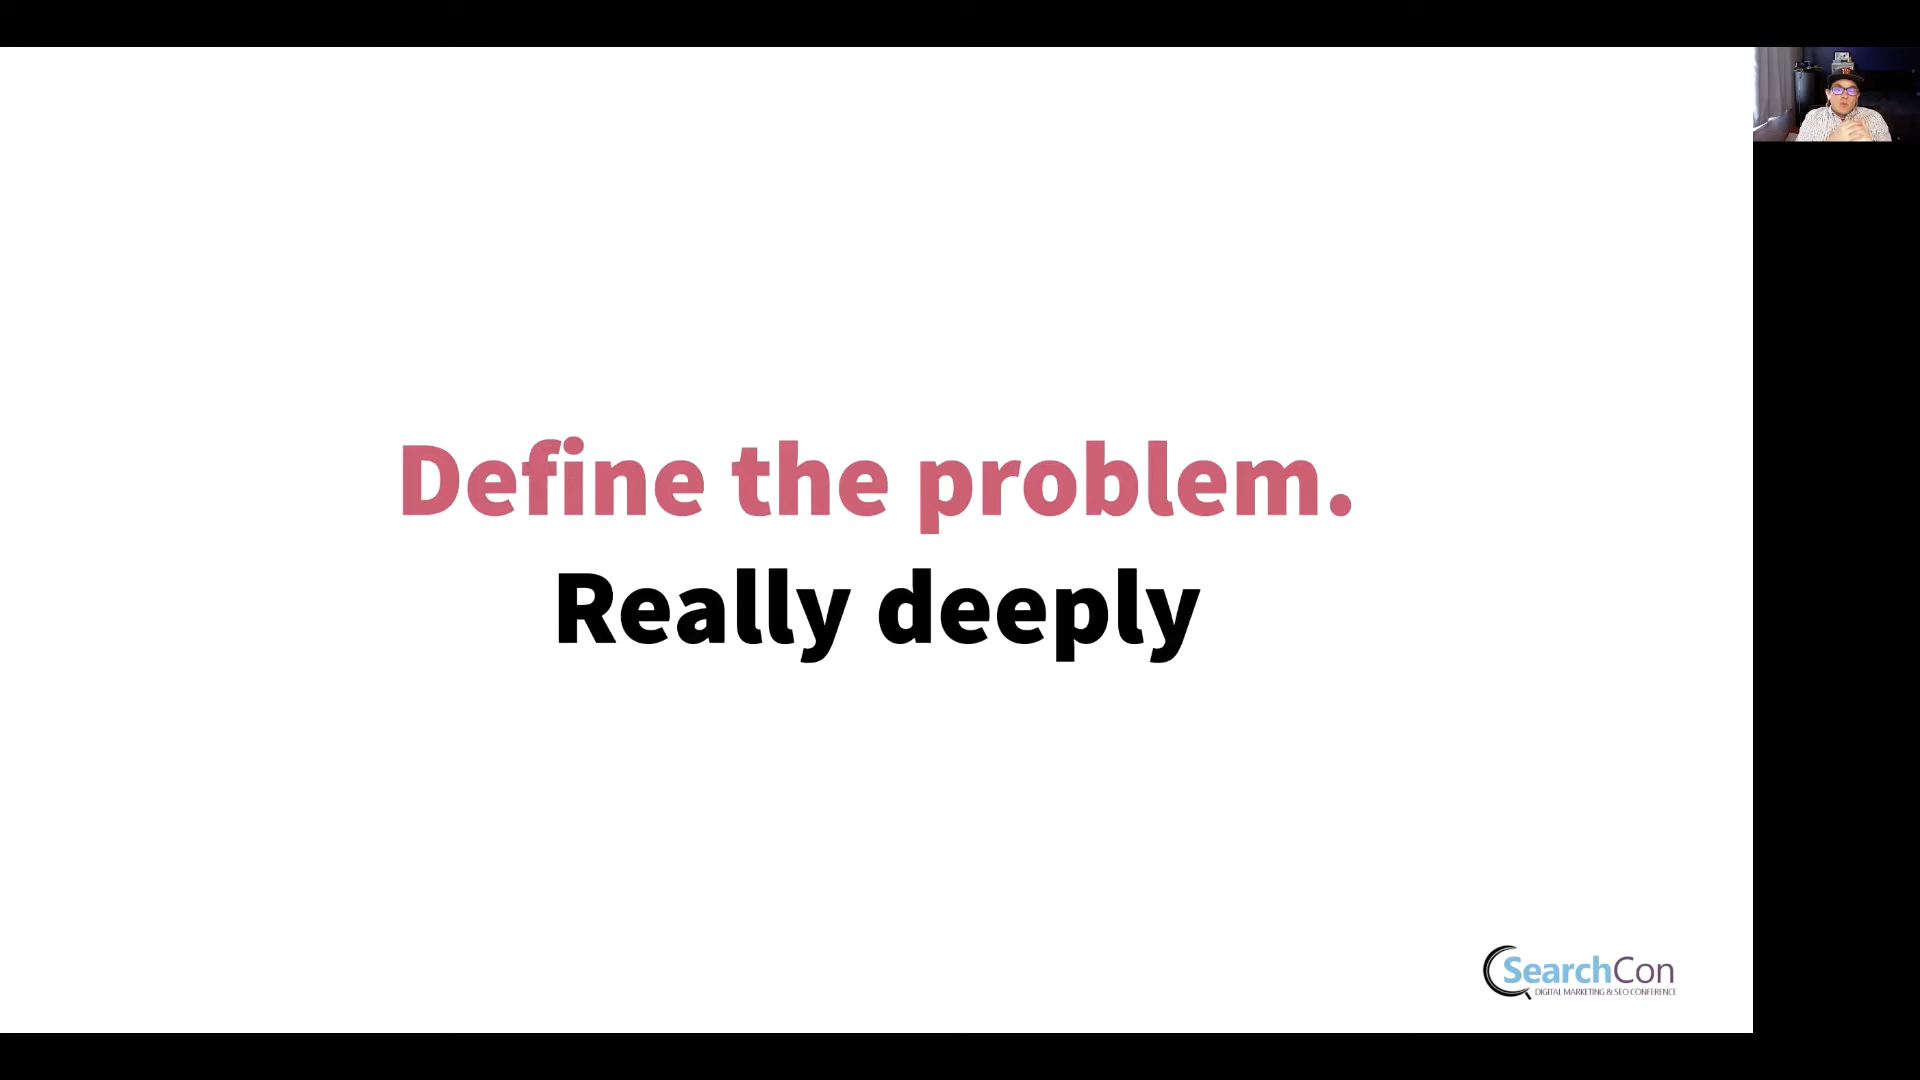 Define the problem.
Really deeply
SearchCon
DIGITAL MARKETING & SEO CONFERENCE